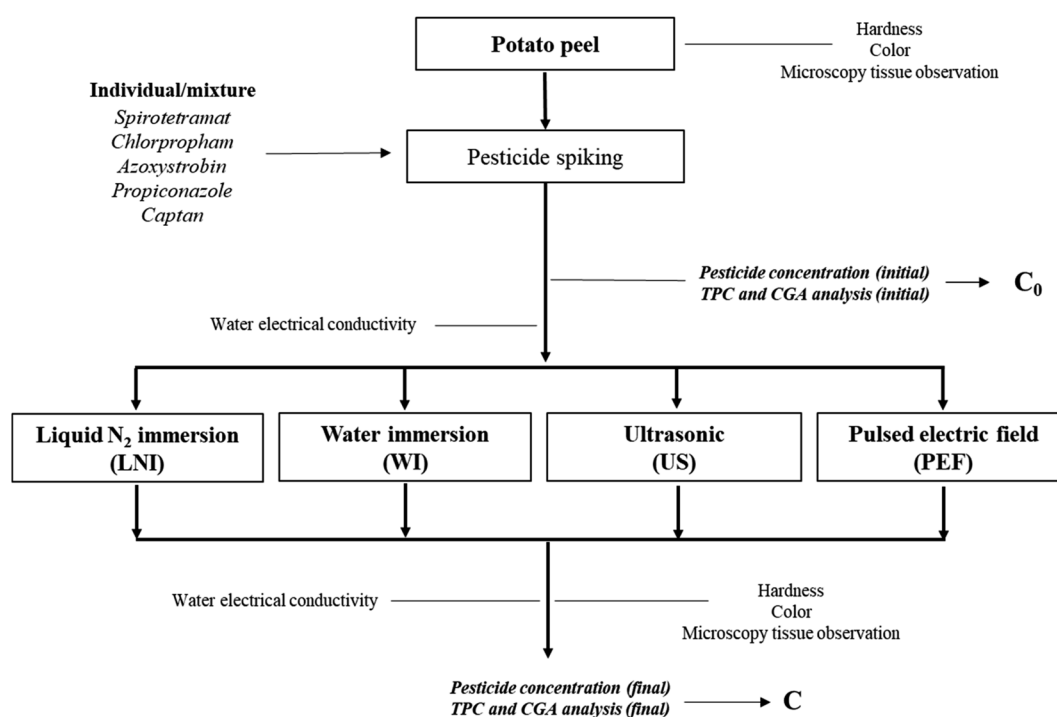 Potato peel
Hardness
Color
Microscopy tissue observation
Individual/mixture
Spirotetramat
Chlorpropham
Azoxystrobin
Propiconazole
Captan
Pesticide spiking
Pesticide concentration (initial)
TPC and CGA analysis (initial)
C₀
Water electrical conductivity
Liquid N₂ immersion
(LNI)
Water immersion
(WI)
Ultrasonic
(US)
Pulsed electric field
(PEF)
Water electrical conductivity
Hardness
Color
Microscopy tissue observation
Pesticide concentration (final)
TPC and CGA analysis (final)
C